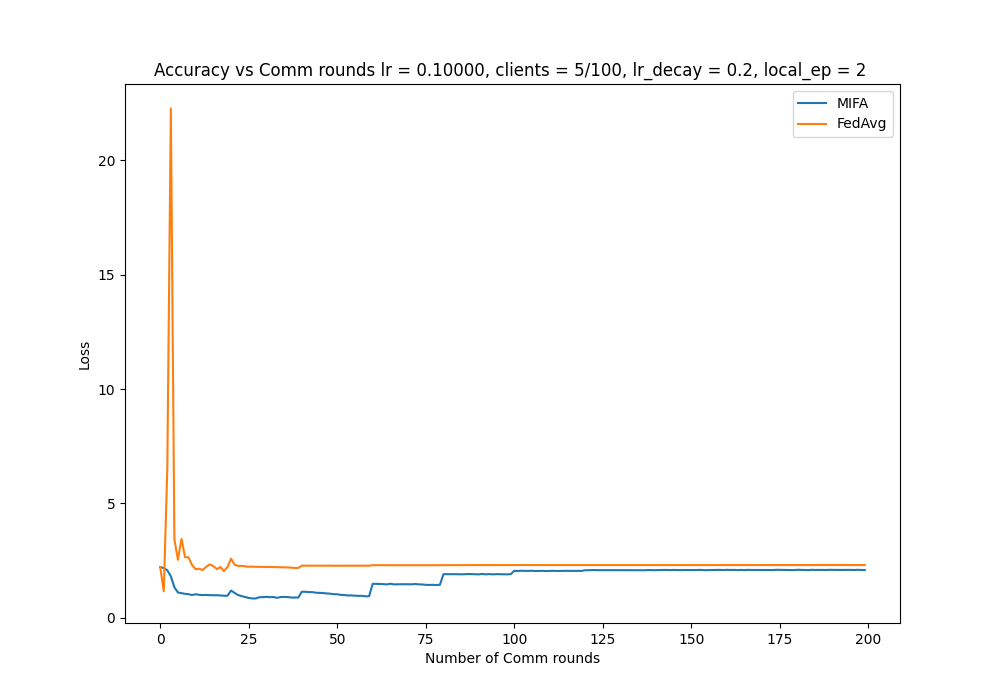 Accuracy vs Comm rounds lr = 0.10000, clients = 5/100, lr_decay = 0.2, local_ep = 2
MIFA
FedAvg
20
15
10
5
0
Loss
0 25 50 75 100 125 150 175 200
Number of Comm rounds